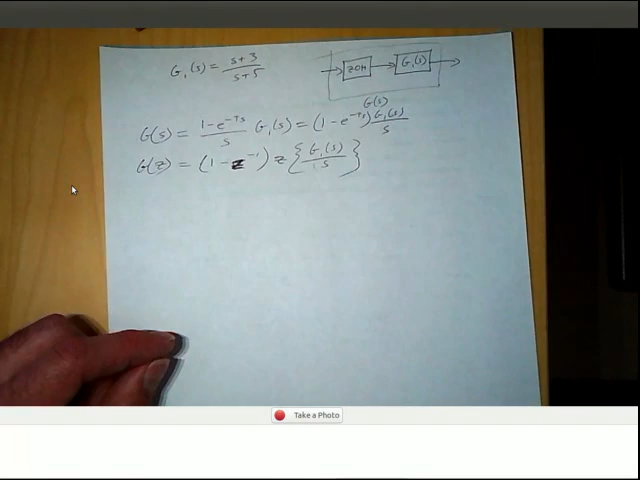 G₁(s) = s+3 / s+5
ZOH G₁(s)
G(s)
G(s) = 1-e^-Ts / s G₁(s) = (1-e^-Ts) G₁(s) / s
G(z) = (1-z^-1) z { G₁(s) / s }
Take a Photo